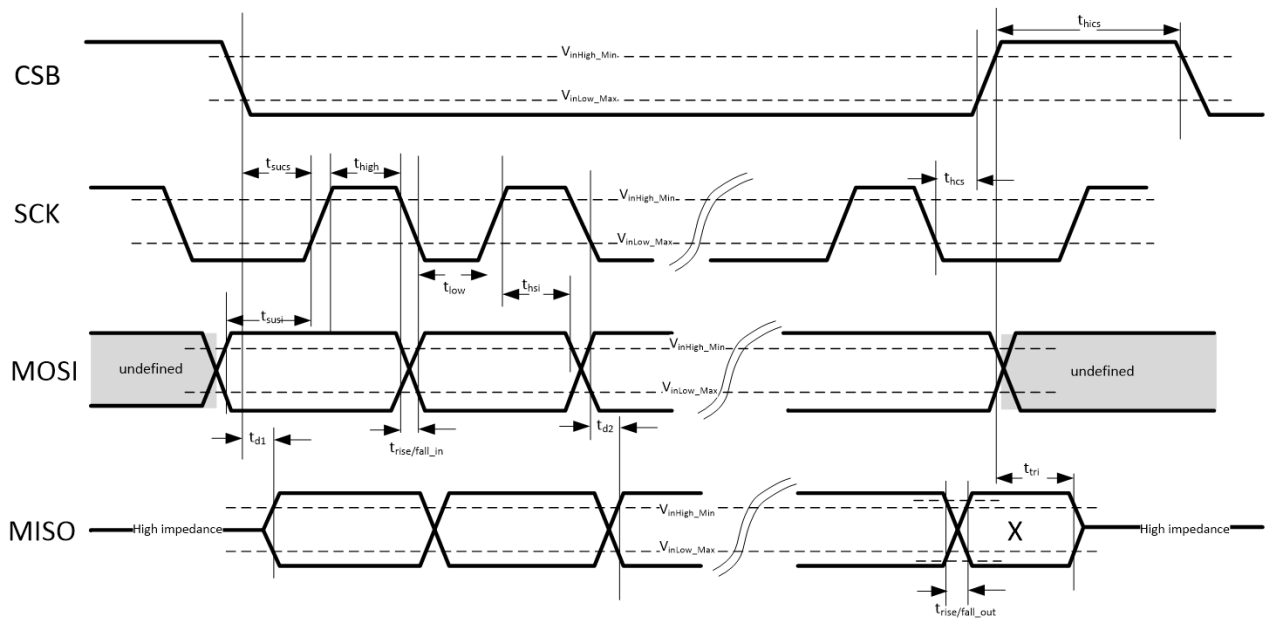 t_hics
V_inHigh_Min
CSB
V_inLow_Max
t_sucs
t_high
t_hcs
V_inHigh_Min
SCK
V_inLow_Max
t_low
t_hsi
t_susi
V_inHigh_Min
undefined
MOSI
undefined
V_inLow_Max
t_d1
t_rise/fall_in
t_d2
t_tri
V_inHigh_Min
MISO
High impedance
X
High impedance
V_inLow_Max
t_rise/fall_out